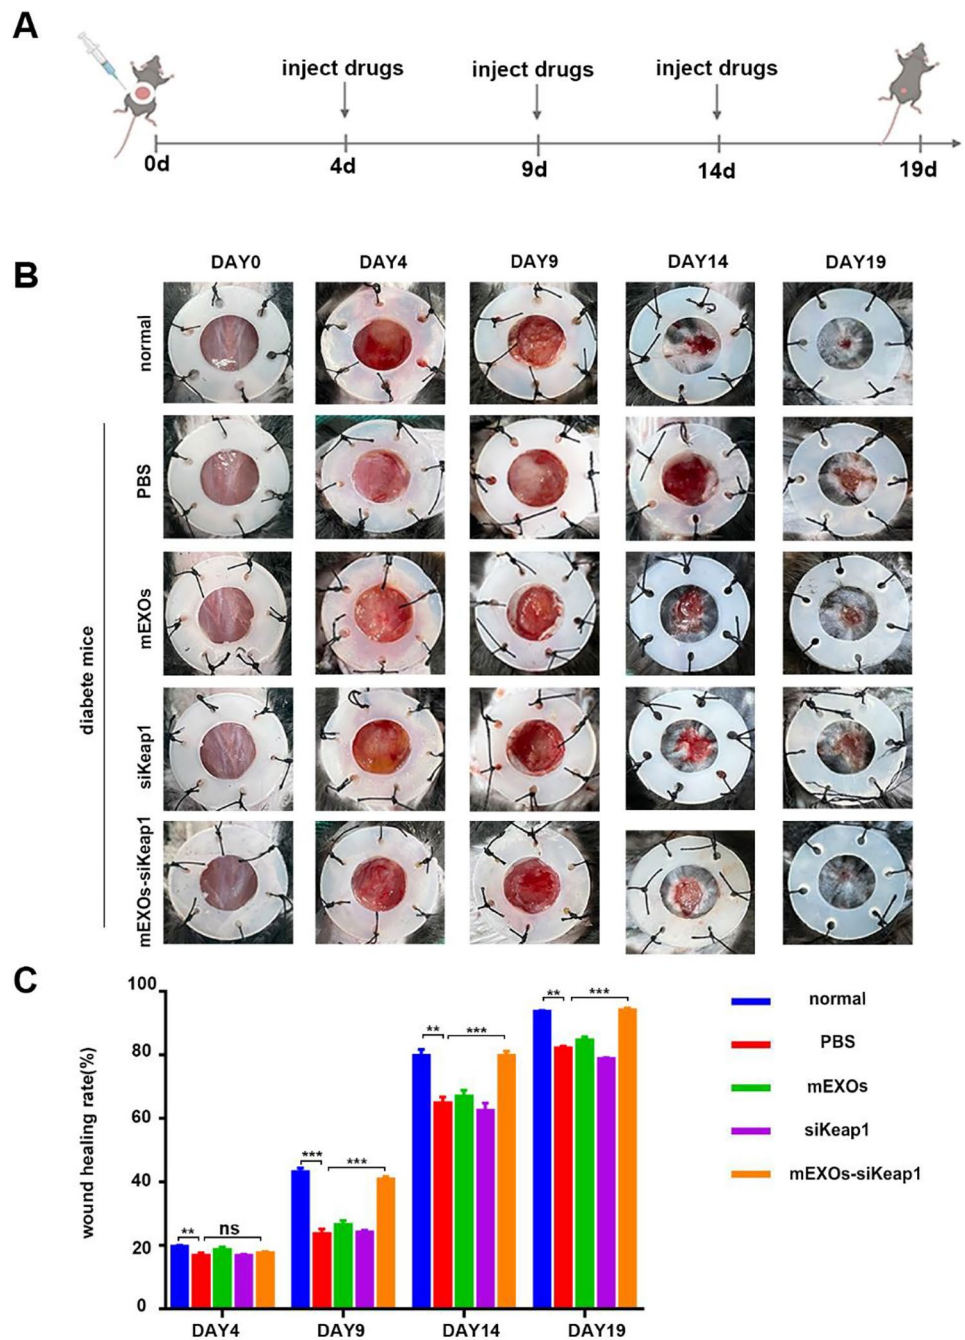 A
inject drugs inject drugs inject drugs
0d 4d 9d 14d 19d
B
DAY0 DAY4 DAY9 DAY14 DAY19
normal
diabete mice
PBS
mEXOs
siKeap1
mEXOs-siKeap1
C
wound healing rate(%)
100
80
60
40
20
0
** ns
*** ***
** ***
** ***
DAY4 DAY9 DAY14 DAY19
normal
PBS
mEXOs
siKeap1
mEXOs-siKeap1